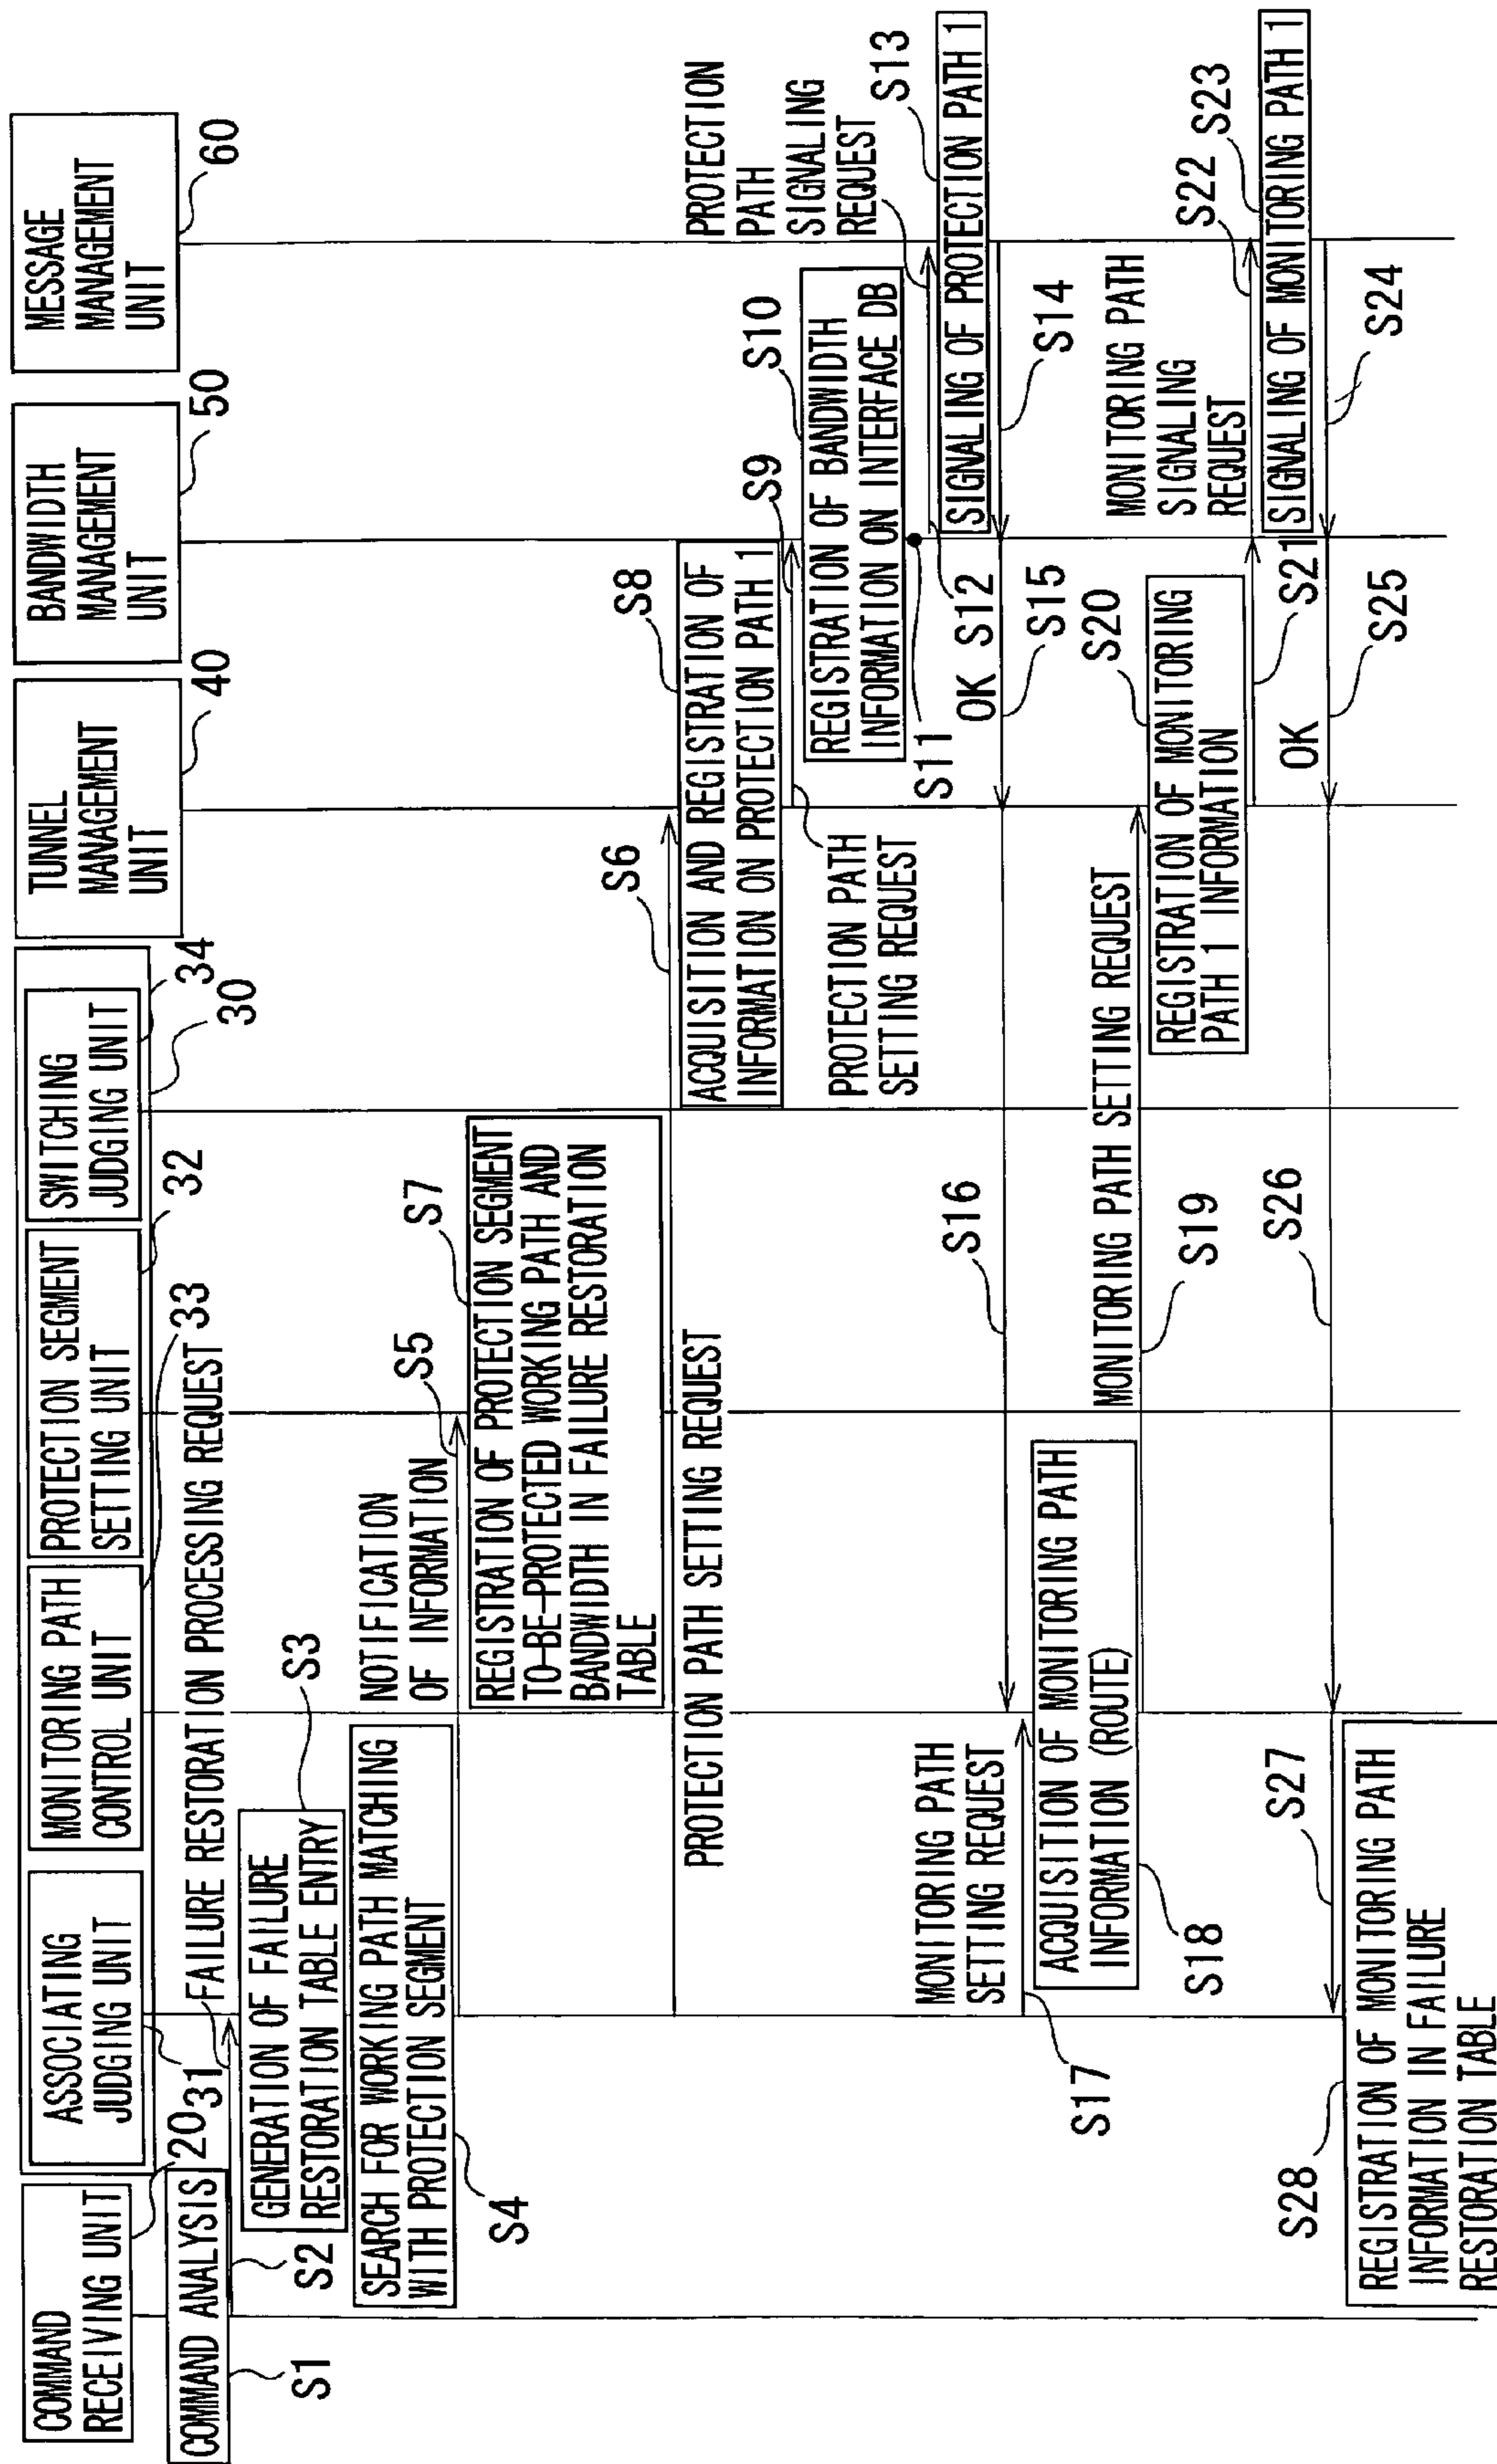 COMMAND
RECEIVING UNIT
20
ASSOCIATING
JUDGING UNIT
31
MONITORING PATH
CONTROL UNIT
33
PROTECTION SEGMENT
SETTING UNIT
32
SWITCHING
JUDGING UNIT
34
30
TUNNEL
MANAGEMENT
UNIT
40
BANDWIDTH
MANAGEMENT
UNIT
50
MESSAGE
MANAGEMENT
UNIT
60
COMMAND ANALYSIS
S1
S2
FAILURE RESTORATION PROCESSING REQUEST
GENERATION OF FAILURE
RESTORATION TABLE ENTRY
S3
SEARCH FOR WORKING PATH MATCHING
WITH PROTECTION SEGMENT
S4
NOTIFICATION
OF INFORMATION
S5
REGISTRATION OF PROTECTION SEGMENT
TO-BE-PROTECTED WORKING PATH AND
BANDWIDTH IN FAILURE RESTORATION
TABLE
S7
S6
PROTECTION PATH SETTING REQUEST
ACQUISITION AND REGISTRATION OF
INFORMATION ON PROTECTION PATH 1
S8
S9
PROTECTION PATH
SETTING REQUEST
REGISTRATION OF BANDWIDTH
INFORMATION ON INTERFACE DB
S10
S11
PROTECTION
PATH
SIGNALING
REQUEST
S12
SIGNALING OF PROTECTION PATH 1
S13
S14
OK
S15
S16
MONITORING PATH
SETTING REQUEST
S17
ACQUISITION OF MONITORING PATH
INFORMATION (ROUTE)
S18
MONITORING PATH SETTING REQUEST
S19
REGISTRATION OF MONITORING
PATH 1 INFORMATION
S20
S21
MONITORING PATH
SIGNALING
REQUEST
S22
S23
SIGNALING OF MONITORING PATH 1
S24
OK
S25
S26
S27
S28
REGISTRATION OF MONITORING PATH
INFORMATION IN FAILURE
RESTORATION TABLE